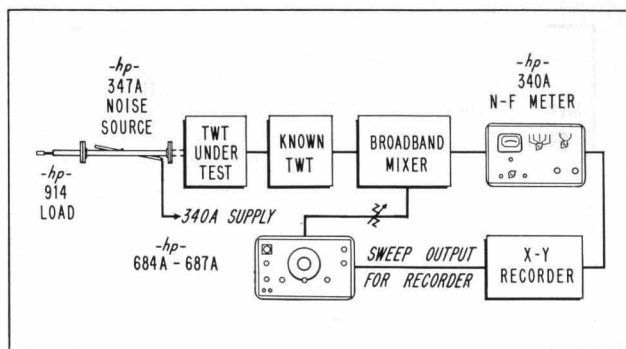 -hp-
347A
NOISE
SOURCE
-hp-
914
LOAD
340A SUPPLY
TWT
UNDER
TEST
KNOWN
TWT
BROADBAND
MIXER
-hp-
340A
N-F METER
-hp-
684A - 687A
SWEEP OUTPUT
FOR RECORDER
X-Y
RECORDER